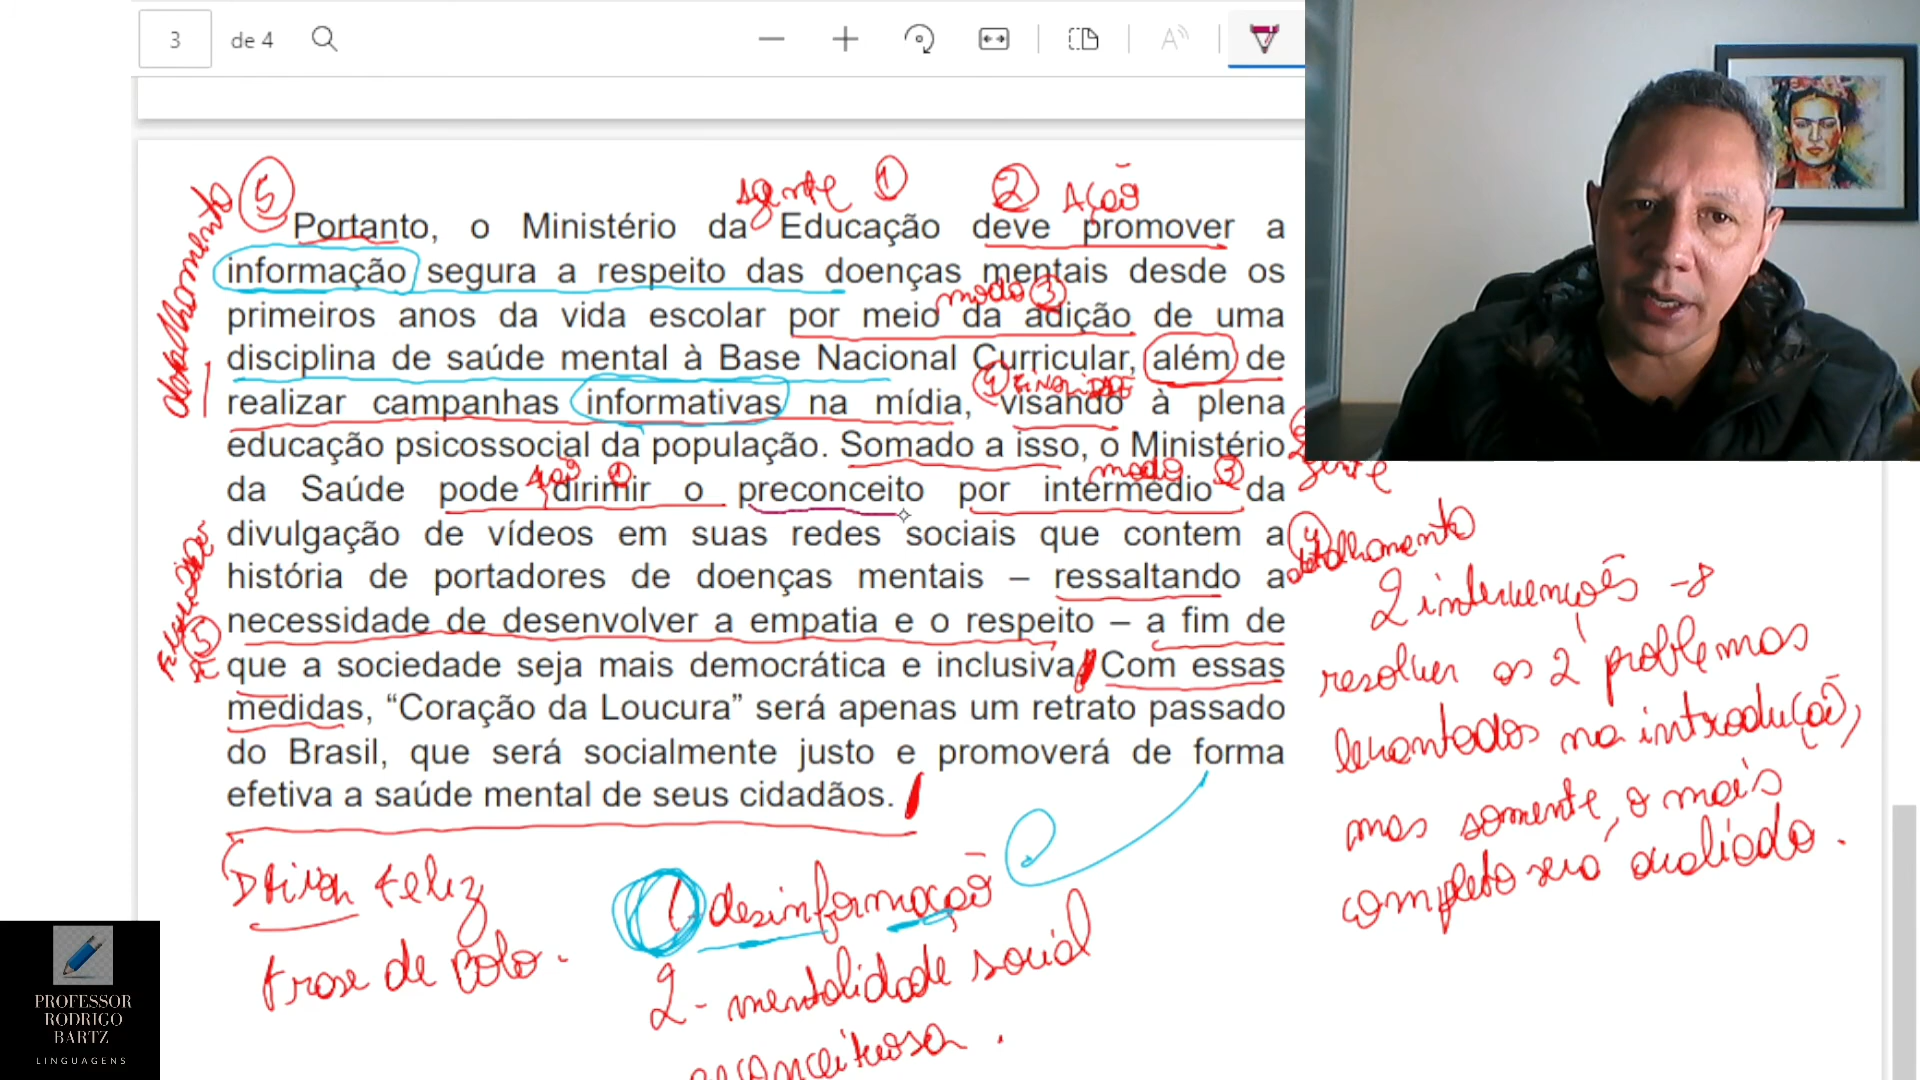 3 de 4
agente 1 2 Ação
detalhamento 5
Portanto, o Ministério da Educação deve promover a
informação segura a respeito das doenças mentais desde os
modo 3
primeiros anos da vida escolar por meio da adição de uma
disciplina de saúde mental à Base Nacional Curricular, além de
4 FINALIDADE
realizar campanhas informativas na mídia, visando à plena
educação psicossocial da população. Somado a isso, o Ministério
Ação modo 3
da Saúde pode dirimir o preconceito por intermédio da
divulgação de vídeos em suas redes sociais que contem a
detalhamento
história de portadores de doenças mentais – ressaltando a
necessidade de desenvolver a empatia e o respeito – a fim de
5
que a sociedade seja mais democrática e inclusiva. Com essas
medidas, “Coração da Loucura” será apenas um retrato passado
do Brasil, que será socialmente justo e promoverá de forma
efetiva a saúde mental de seus cidadãos.
2 intervenções
resolver os 2 problemas
levantados na introdução,
mas somente o mais
completo será avaliado.
feliz
frase de bolo.
1 desinformação
2- mentalidade social
preconceituosa.
PROFESSOR
RODRIGO
BARTZ
LINGUAGENS